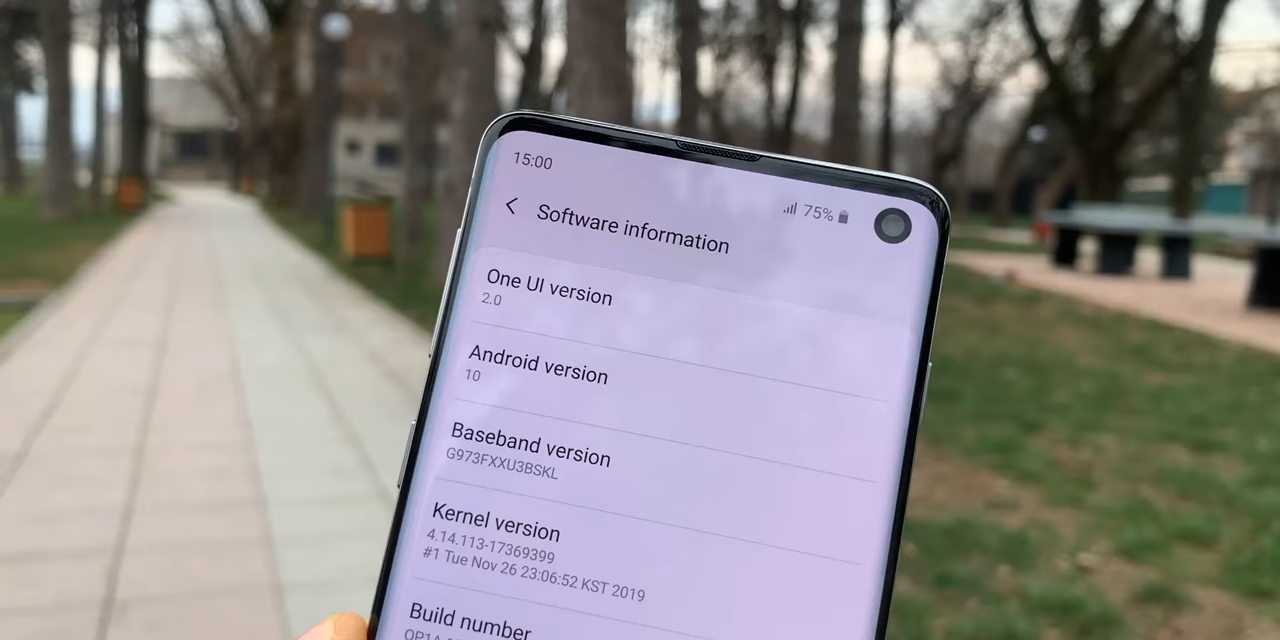 15:00
75%
Software information
One UI version
2.0
Android version
10
Baseband version
G973FXXU3BSKL
Kernel version
4.14.113-17369399
#1 Tue Nov 26 23:06:52 KST 2019
Build number